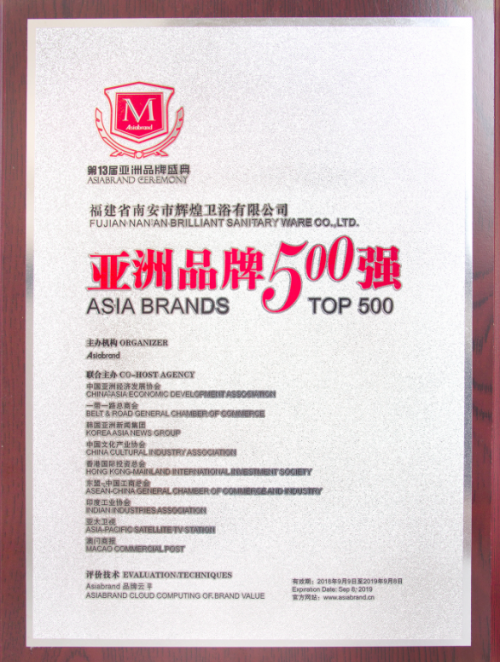 M
Asiabrand
第13届亚洲品牌盛典
ASIABRAND CEREMONY
福建省南安市辉煌卫浴有限公司
FUJIAN NAN'AN BRILLIANT SANITARY WARE CO.,LTD.
亚洲品牌500强
ASIA BRANDS TOP 500
主办机构 ORGANIZER
Asiabrand
联合主办 CO-HOST AGENCY
中国亚洲经济发展协会
CHINA ASIA ECONOMIC DEVELOPMENT ASSOCIATION
一带一路总商会
BELT & ROAD GENERAL CHAMBER OF COMMERCE
韩国亚洲新闻集团
KOREA ASIA NEWS GROUP
中国文化产业协会
CHINA CULTURAL INDUSTRY ASSOCIATION
香港国际投资总会
HONG KONG-MAINLAND INTERNATIONAL INVESTMENT SOCIETY
东盟-中国工商总会
ASEAN-CHINA GENERAL CHAMBER OF COMMERCE AND INDUSTRY
印度工业协会
INDIAN INDUSTRIES ASSOCIATION
亚太卫视
ASIA-PACIFIC SATELLITE TV STATION
澳门商报
MACAO COMMERCIAL POST
评价技术 EVALUATION TECHNIQUES
Asiabrand 品牌云®
ASIABRAND CLOUD COMPUTING OF BRAND VALUE
有效期：2018年9月9日至2019年9月8日
Expiration Date: Sep 8/ 2019
官方网站：www.asiabrand.cn